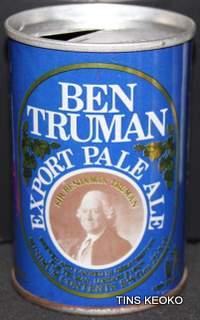 BEN
TRUMAN
EXPORT PALE ALE
SIR BENJAMIN TRUMAN
TINS KEOKO